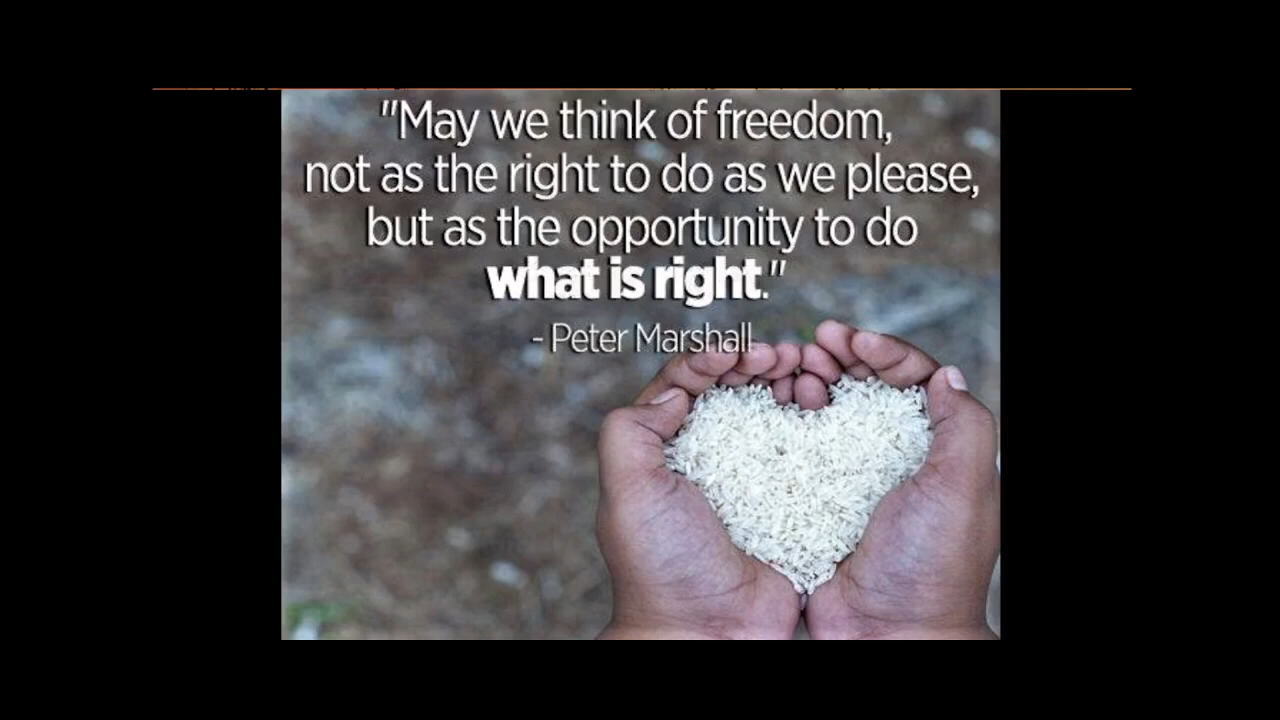 "May we think of freedom,
not as the right to do as we please,
but as the opportunity to do
what is right."
- Peter Marshall